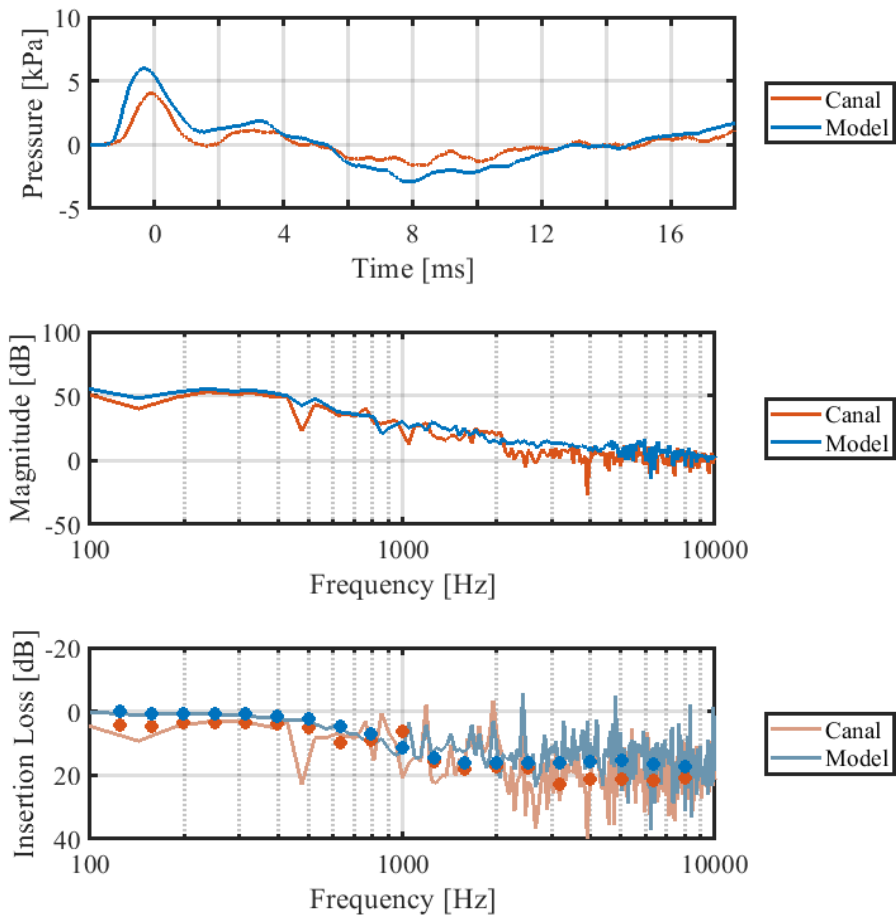 10
5
0
-5
Pressure [kPa]
0 4 8 12 16
Time [ms]
Canal
Model
100
50
0
-50
Magnitude [dB]
100 1000 10000
Frequency [Hz]
Canal
Model
-20
0
20
40
Insertion Loss [dB]
100 1000 10000
Frequency [Hz]
Canal
Model